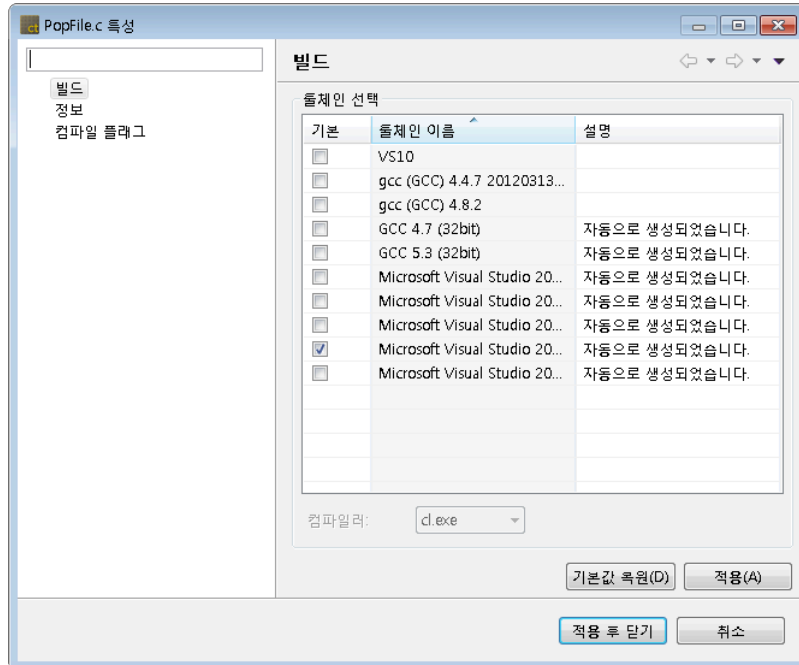 ct PopFile.c 특성
빌드
정보
컴파일 플래그
빌드
툴체인 선택
기본 툴체인 이름 설명
VS10
gcc (GCC) 4.4.7 20120313...
gcc (GCC) 4.8.2
GCC 4.7 (32bit) 자동으로 생성되었습니다.
GCC 5.3 (32bit) 자동으로 생성되었습니다.
Microsoft Visual Studio 20... 자동으로 생성되었습니다.
Microsoft Visual Studio 20... 자동으로 생성되었습니다.
Microsoft Visual Studio 20... 자동으로 생성되었습니다.
Microsoft Visual Studio 20... 자동으로 생성되었습니다.
Microsoft Visual Studio 20... 자동으로 생성되었습니다.
컴파일러: cl.exe
기본값 복원(D) 적용(A)
적용 후 닫기 취소